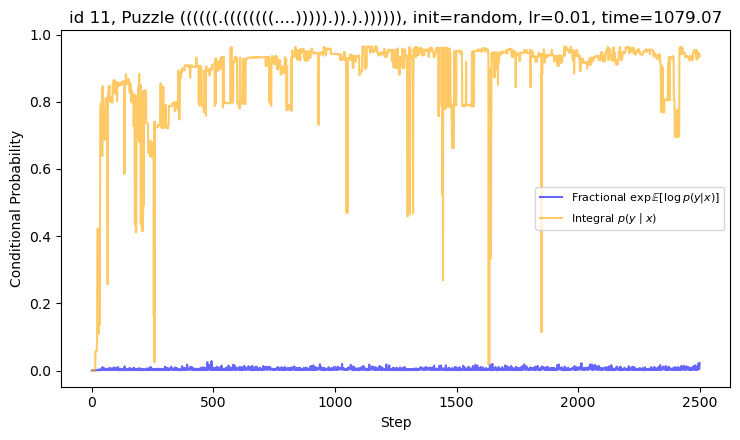 id 11, Puzzle ((((((.((((((((....))))).)).).)))))), init=random, lr=0.01, time=1079.07
Conditional Probability
1.0
0.8
0.6
0.4
0.2
0.0
Fractional exp𝔼[log p(y|x)]
Integral p(y | x)
0
500
1000
1500
2000
2500
Step